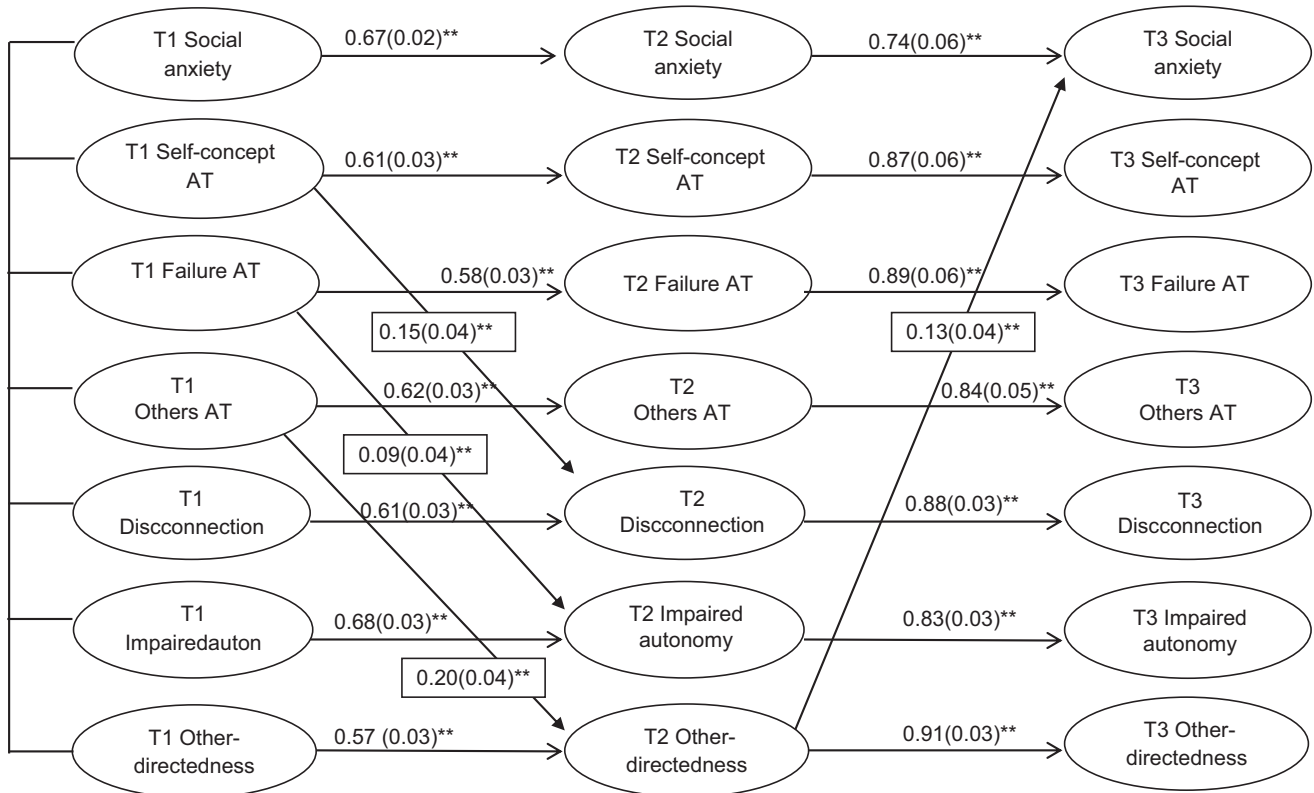 T1 Social
anxiety
0.67(0.02)**
T2 Social
anxiety
0.74(0.06)**
T3 Social
anxiety
T1 Self-concept
AT
0.61(0.03)**
T2 Self-concept
AT
0.87(0.06)**
T3 Self-concept
AT
T1 Failure AT
0.58(0.03)**
T2 Failure AT
0.89(0.06)**
T3 Failure AT
0.15(0.04)**
0.13(0.04)**
T1
Others AT
0.62(0.03)**
T2
Others AT
0.84(0.05)**
T3
Others AT
0.09(0.04)**
T1
Discconnection
0.61(0.03)**
T2
Discconnection
0.88(0.03)**
T3
Discconnection
T1
Impairedauton
0.68(0.03)**
T2 Impaired
autonomy
0.83(0.03)**
T3 Impaired
autonomy
0.20(0.04)**
T1 Other-
directedness
0.57 (0.03)**
T2 Other-
directedness
0.91(0.03)**
T3 Other-
directedness